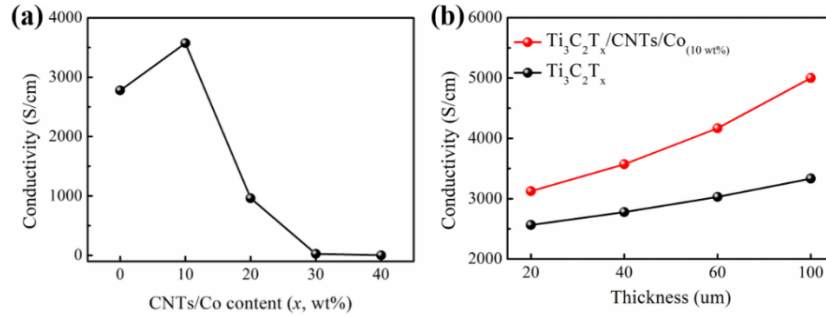 (a)
4000
3000
2000
1000
0
Conductivity (S/cm)
0 10 20 30 40
CNTs/Co content (x, wt%)
(b)
Ti₃C₂Tₓ/CNTs/Co₍₁₀ wt%₎
Ti₃C₂Tₓ
6000
5000
4000
3000
2000
Conductivity (S/cm)
20 40 60 100
Thickness (um)